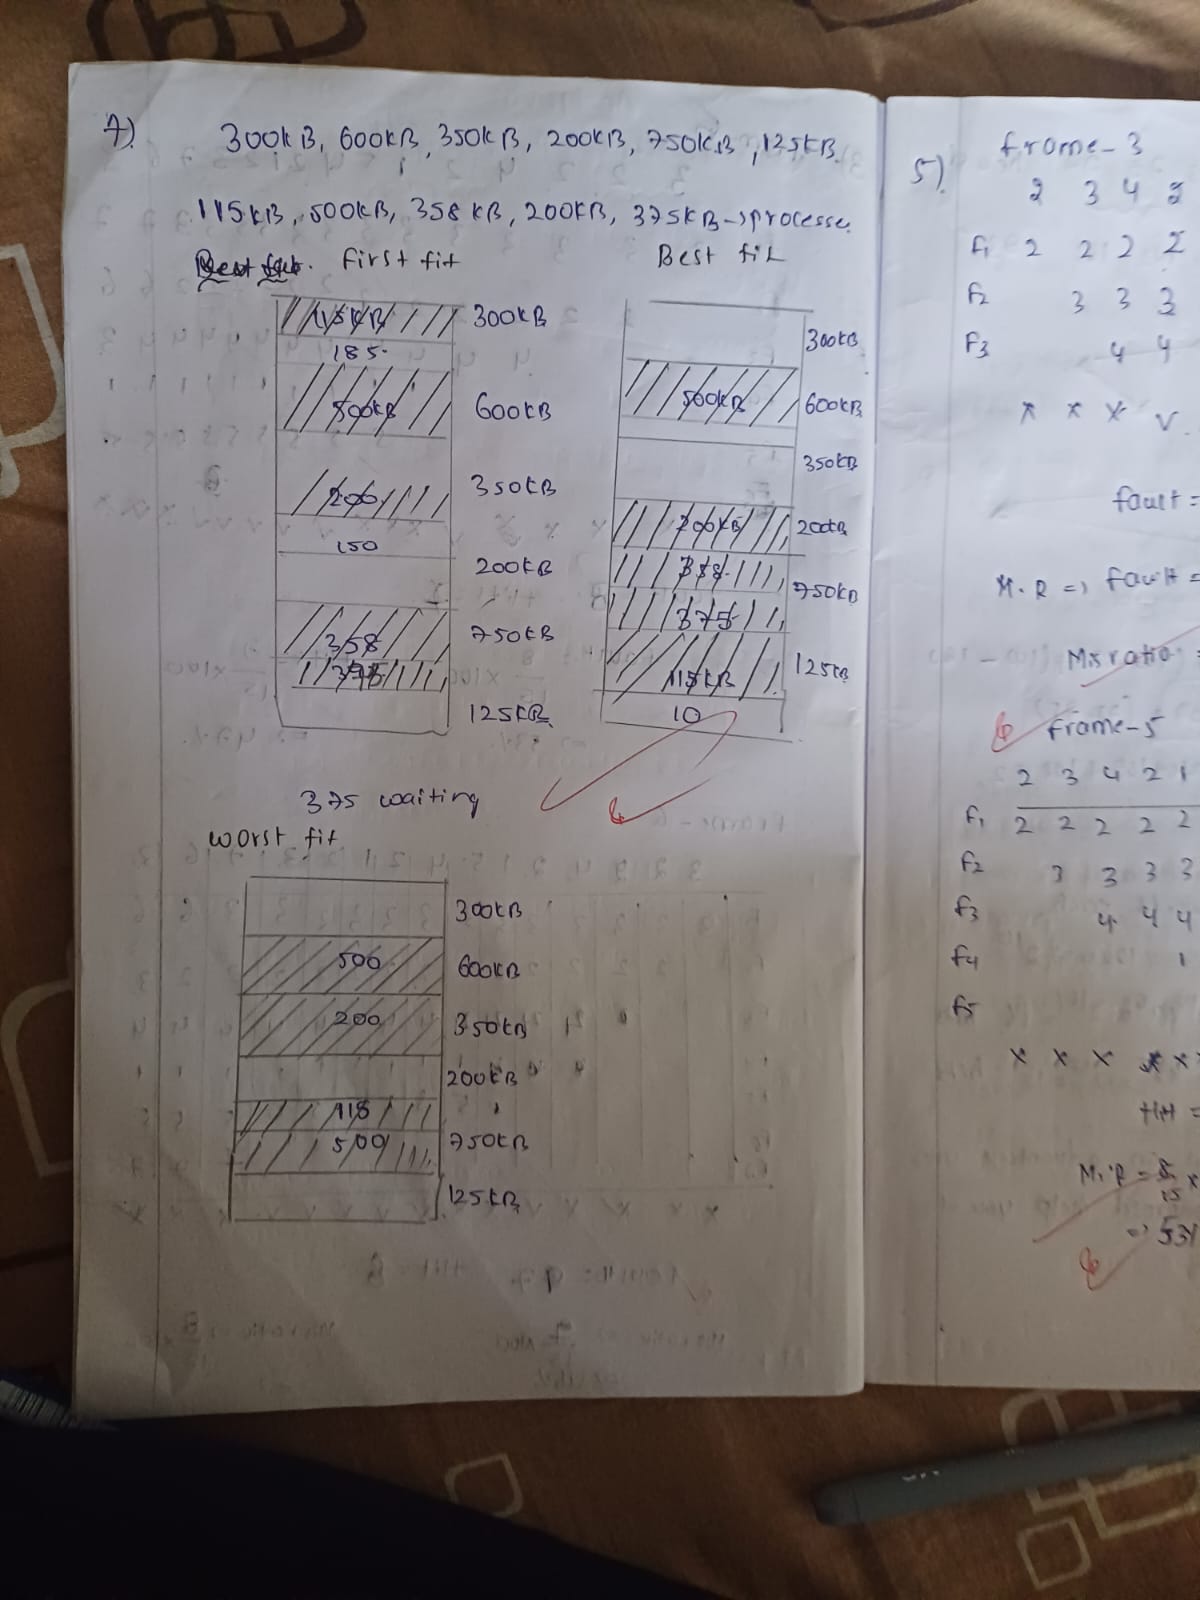 7). 300KB, 600KB, 350KB, 200KB, 750KB, 125KB
115KB, 500KB, 358KB, 200KB, 375KB → processe.
First fit
115KB 300KB
185.
500KB 600KB
200 350KB
150
200KB
358 750KB
375
125KB
375 waiting
Best fit
300KB
500KB 600KB
350KB
200KB 200KB
358 750KB
375
115KB 125KB
10
worst fit
300KB
500 600KB
200 350KB
200KB
115
500 750KB
125KB
5). frame-3
2 3 4 2
F1 2 2 2 2
F2 3 3 3
F3 4 4
x x x v
fault =
M.R => fault =
Mis ratio =
6 frame-5
2 3 4 2 1
F1 2 2 2 2 2
F2 3 3 3 3
F3 4 4 4
F4 1
F5
x x x x x
Hit =
M.R = 8/15 x
=> 53%
6